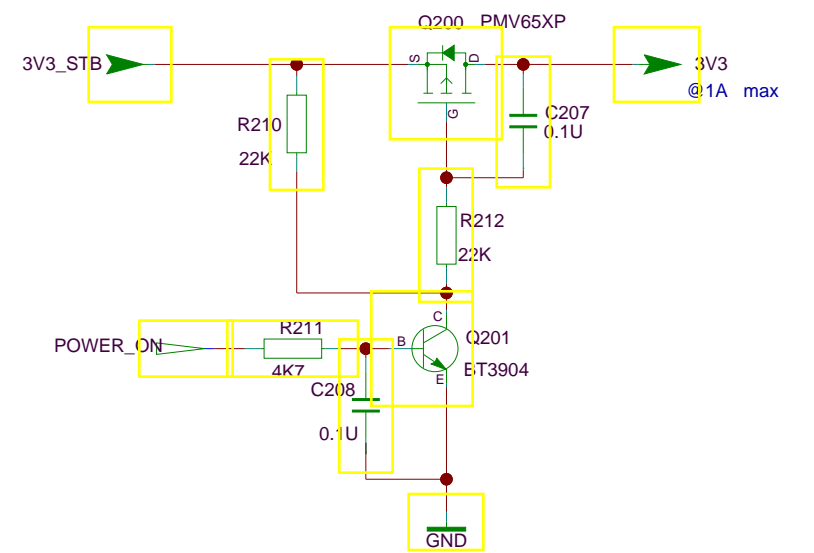 Q200 PMV65XP
3V3_STB
S
D
3V3
@1A max
G
C207
0.1U
R210
22K
R212
22K
C
R211
POWER_ON
B
Q201
4K7
E
BT3904
C208
0.1U
GND